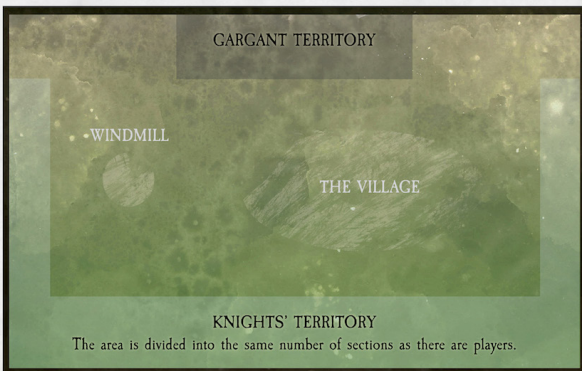 GARGANT TERRITORY
WINDMILL
THE VILLAGE
KNIGHTS' TERRITORY
The area is divided into the same number of sections as there are players.